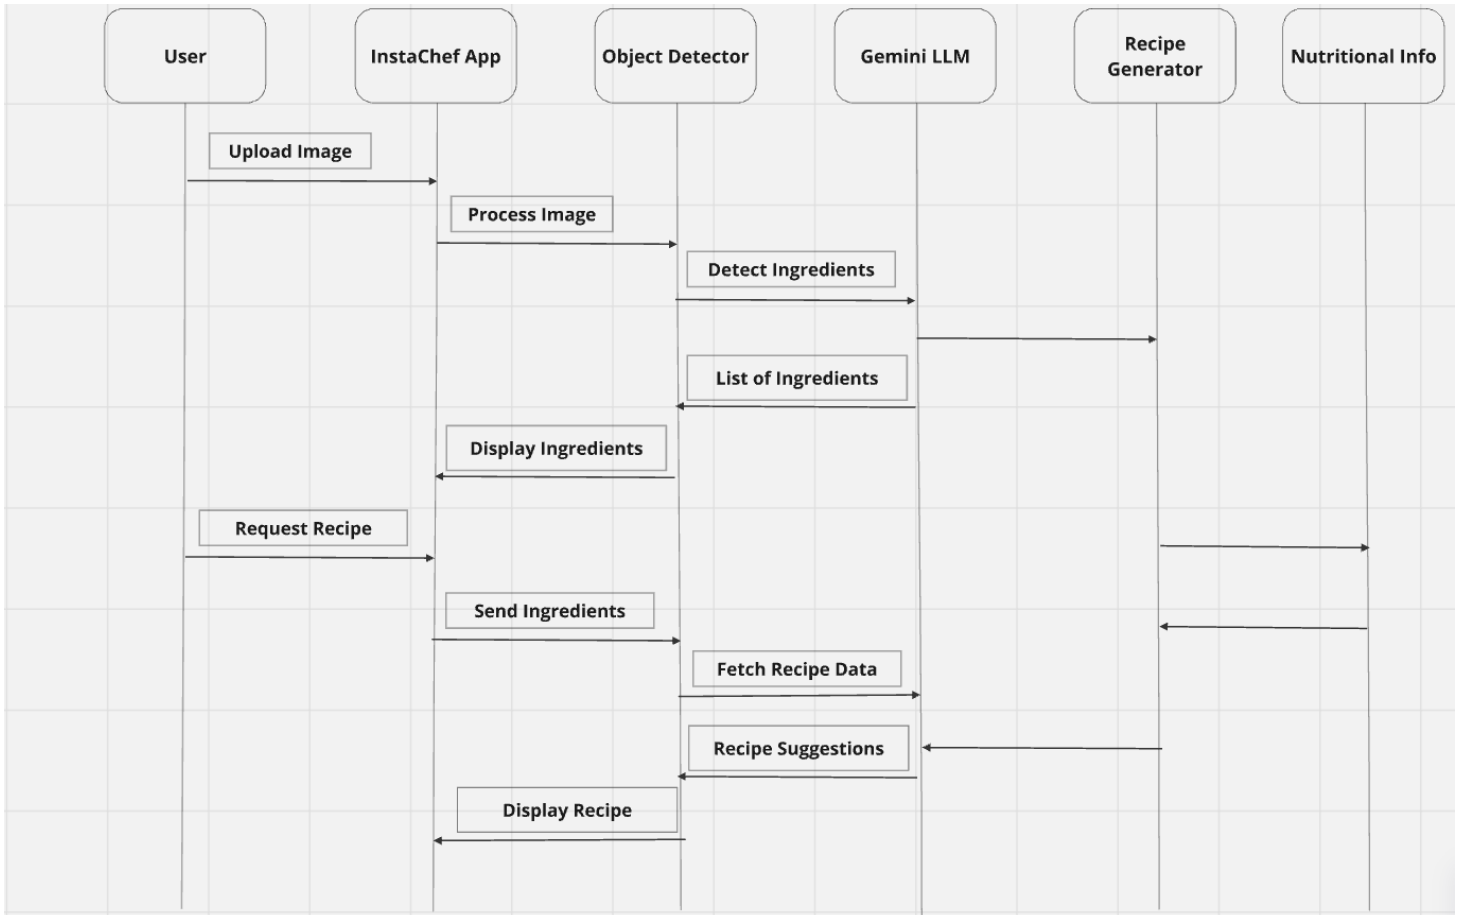 User
InstaChef App
Object Detector
Gemini LLM
Recipe
Generator
Nutritional Info
Upload Image
Process Image
Detect Ingredients
List of Ingredients
Display Ingredients
Request Recipe
Send Ingredients
Fetch Recipe Data
Recipe Suggestions
Display Recipe